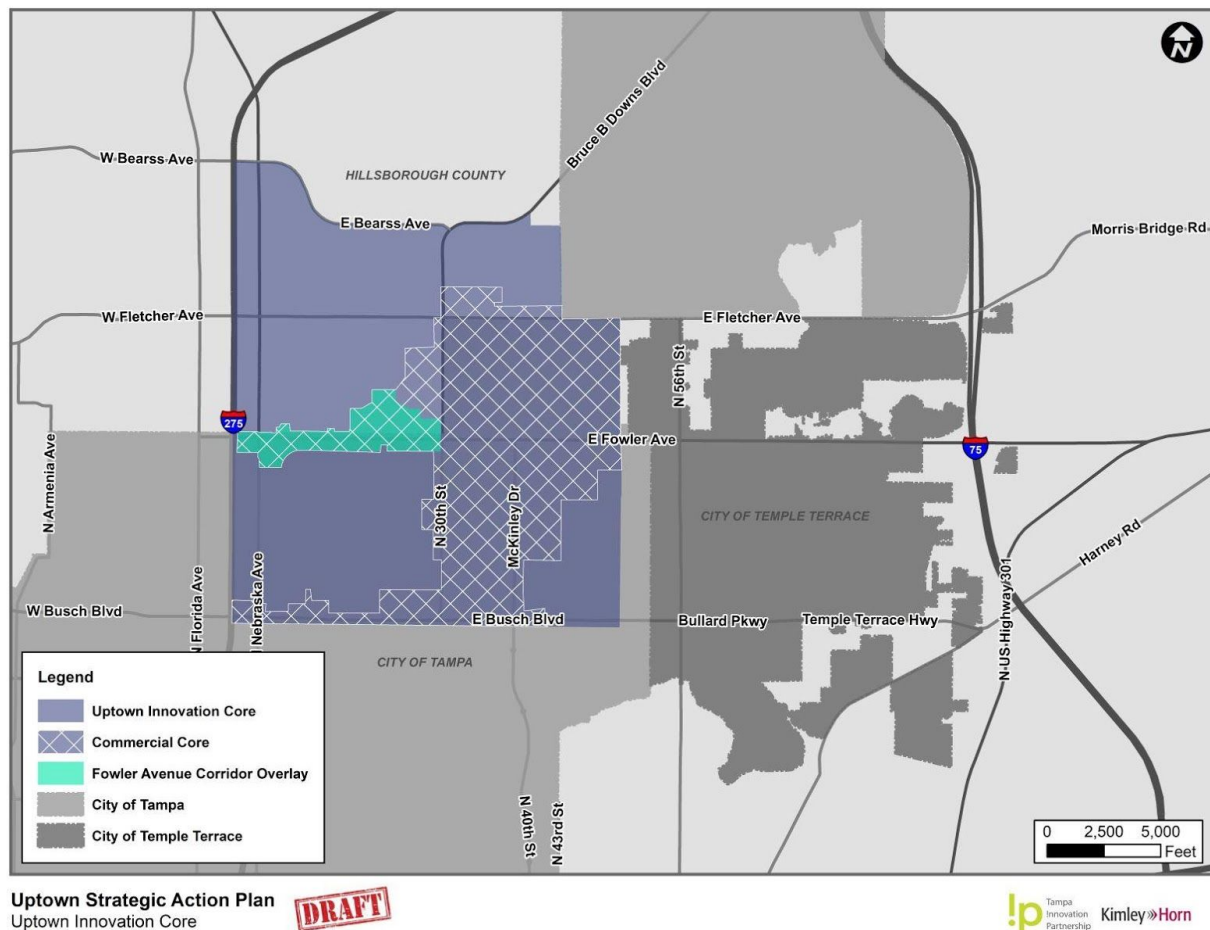 N
Bruce B Downs Blvd
W Bearss Ave
HILLSBOROUGH COUNTY
E Bearss Ave
Morris Bridge Rd
W Fletcher Ave
E Fletcher Ave
N 56th St
275
E Fowler Ave
75
N Armenia Ave
N 30th St
McKinley Dr
CITY OF TEMPLE TERRACE
Harney Rd
N Florida Ave
Nebraska Ave
W Busch Blvd
E Busch Blvd
Bullard Pkwy
Temple Terrace Hwy
N US Highway 301
CITY OF TAMPA
N 40th St
N 43rd St
Legend
Uptown Innovation Core
Commercial Core
Fowler Avenue Corridor Overlay
City of Tampa
City of Temple Terrace
0 2,500 5,000
Feet
Uptown Strategic Action Plan
Uptown Innovation Core
DRAFT
!p
Tampa
Innovation
Partnership
Kimley»Horn